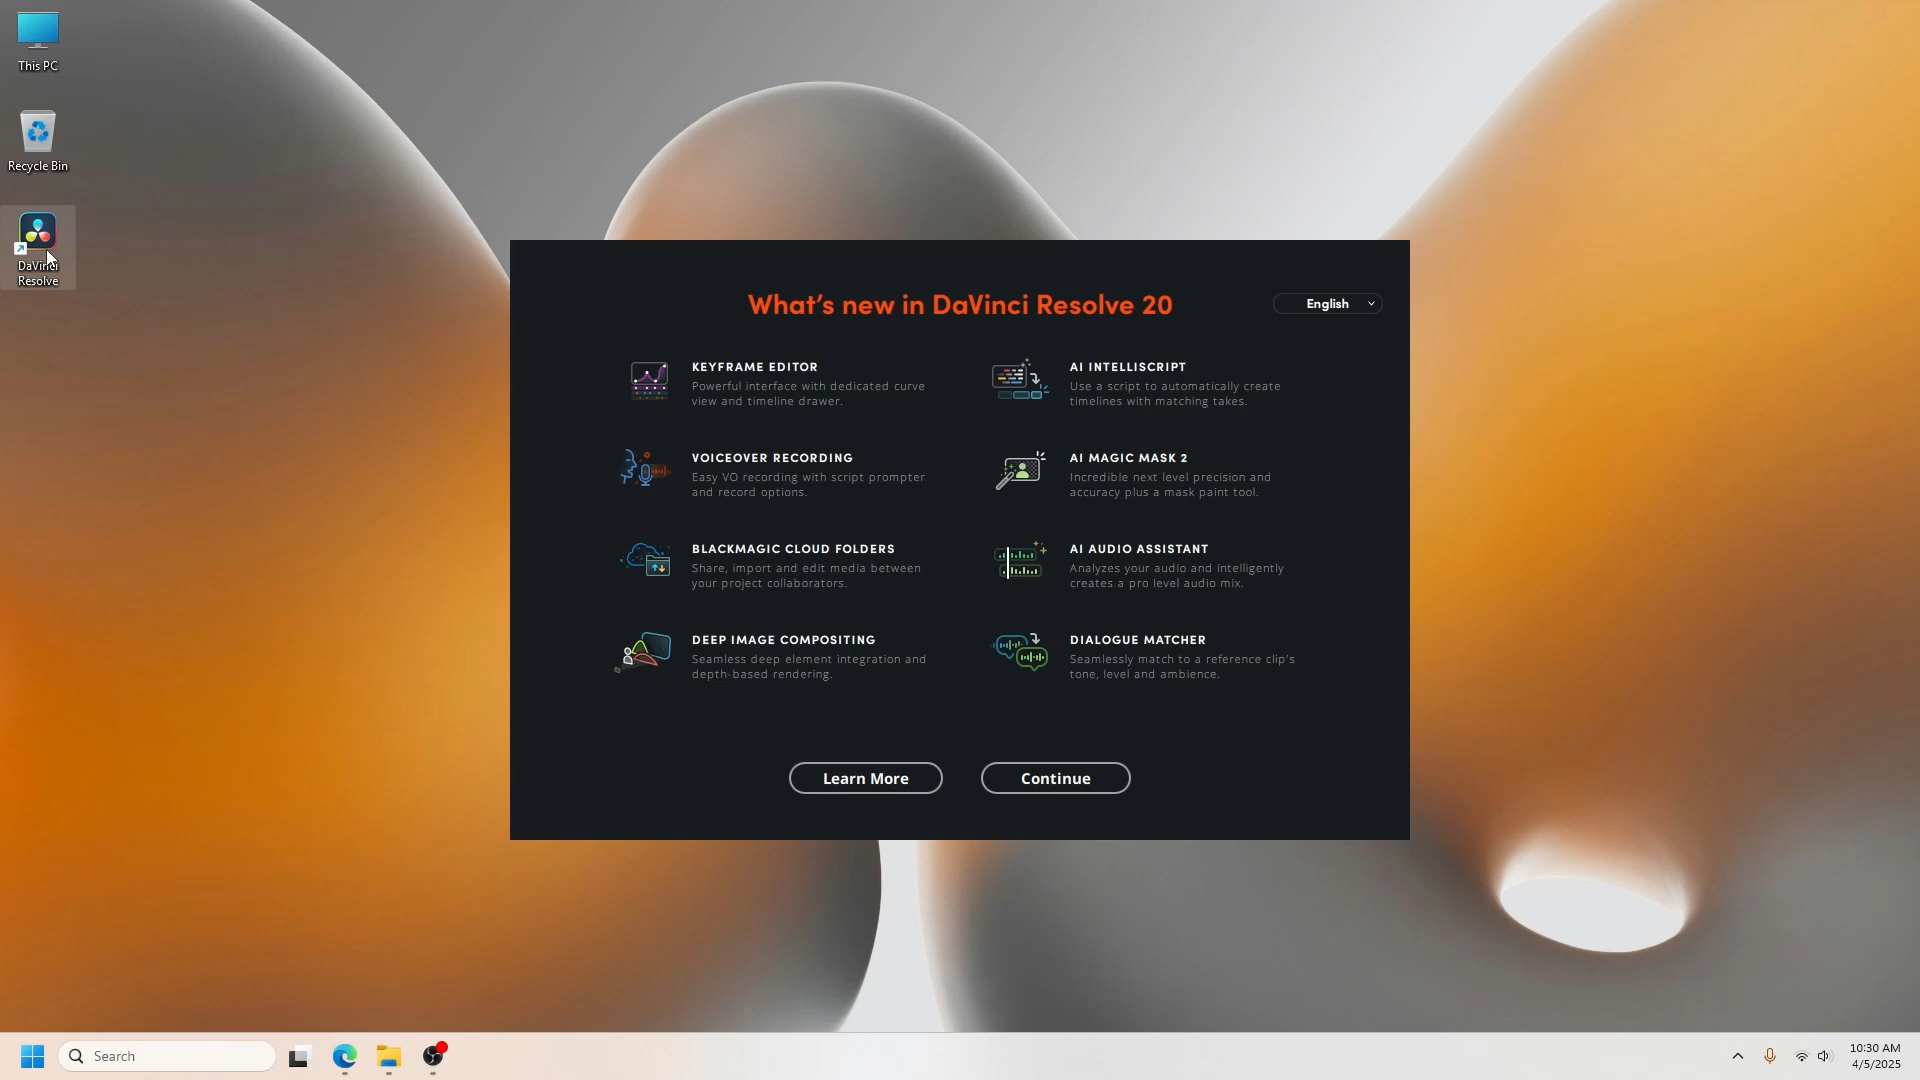 This PC
Recycle Bin
DaVinci
Resolve
What's new in DaVinci Resolve 20
English
KEYFRAME EDITOR
Powerful interface with dedicated curve
view and timeline drawer.
AI INTELLISCRIPT
Use a script to automatically create
timelines with matching takes.
VOICEOVER RECORDING
Easy VO recording with script prompter
and record options.
AI MAGIC MASK 2
Incredible next level precision and
accuracy plus a mask paint tool.
BLACKMAGIC CLOUD FOLDERS
Share, import and edit media between
your project collaborators.
AI AUDIO ASSISTANT
Analyzes your audio and intelligently
creates a pro level audio mix.
DEEP IMAGE COMPOSITING
Seamless deep element integration and
depth-based rendering.
DIALOGUE MATCHER
Seamlessly match to a reference clip's
tone, level and ambience.
Learn More
Continue
Search
10:30 AM
4/5/2025